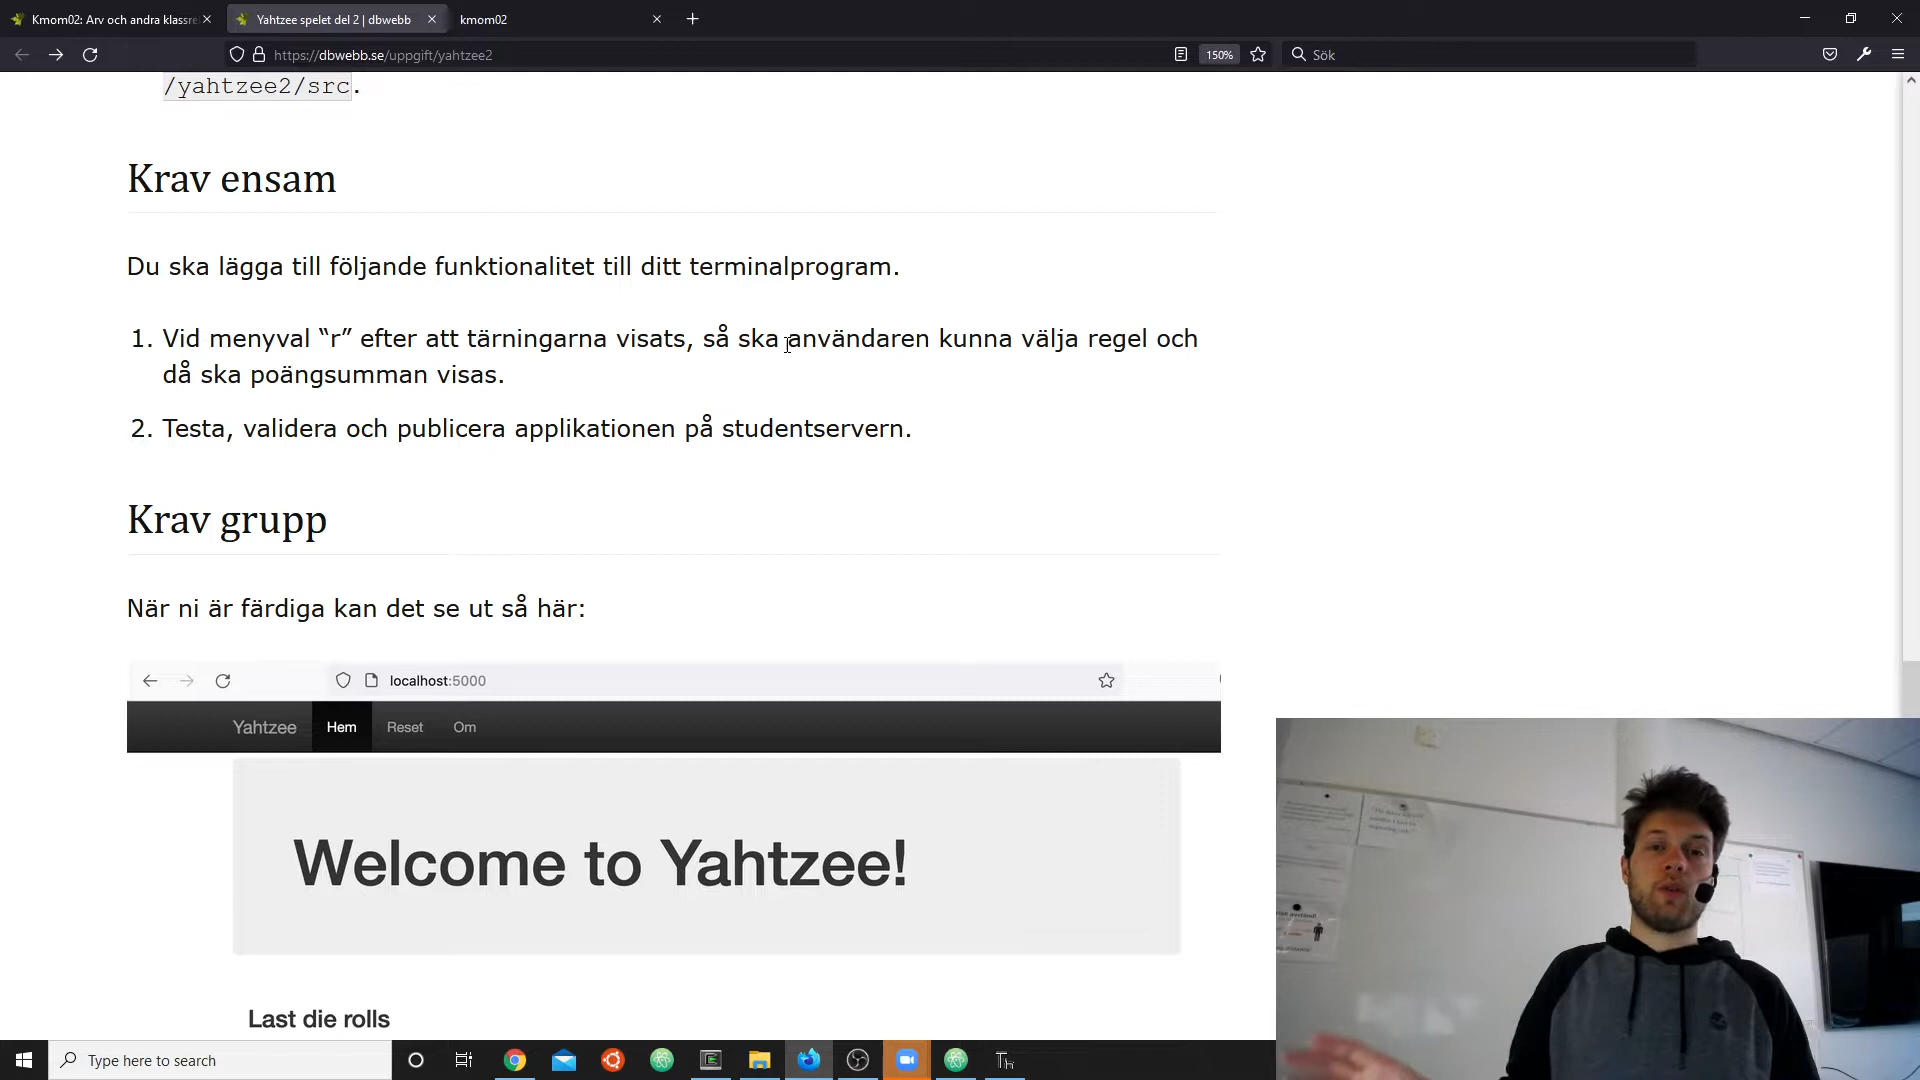 Kmom02: Arv och andra klassre
Yahtzee spelet del 2 | dbwebb
kmom02
https://dbwebb.se/uppgift/yahtzee2
150%
Sök
/yahtzee2/src.
Krav ensam
Du ska lägga till följande funktionalitet till ditt terminalprogram.
1. Vid menyval “r” efter att tärningarna visats, så ska användaren kunna välja regel och
då ska poängsumman visas.
2. Testa, validera och publicera applikationen på studentservern.
Krav grupp
När ni är färdiga kan det se ut så här:
localhost:5000
Yahtzee Hem Reset Om
Welcome to Yahtzee!
Last die rolls
Type here to search